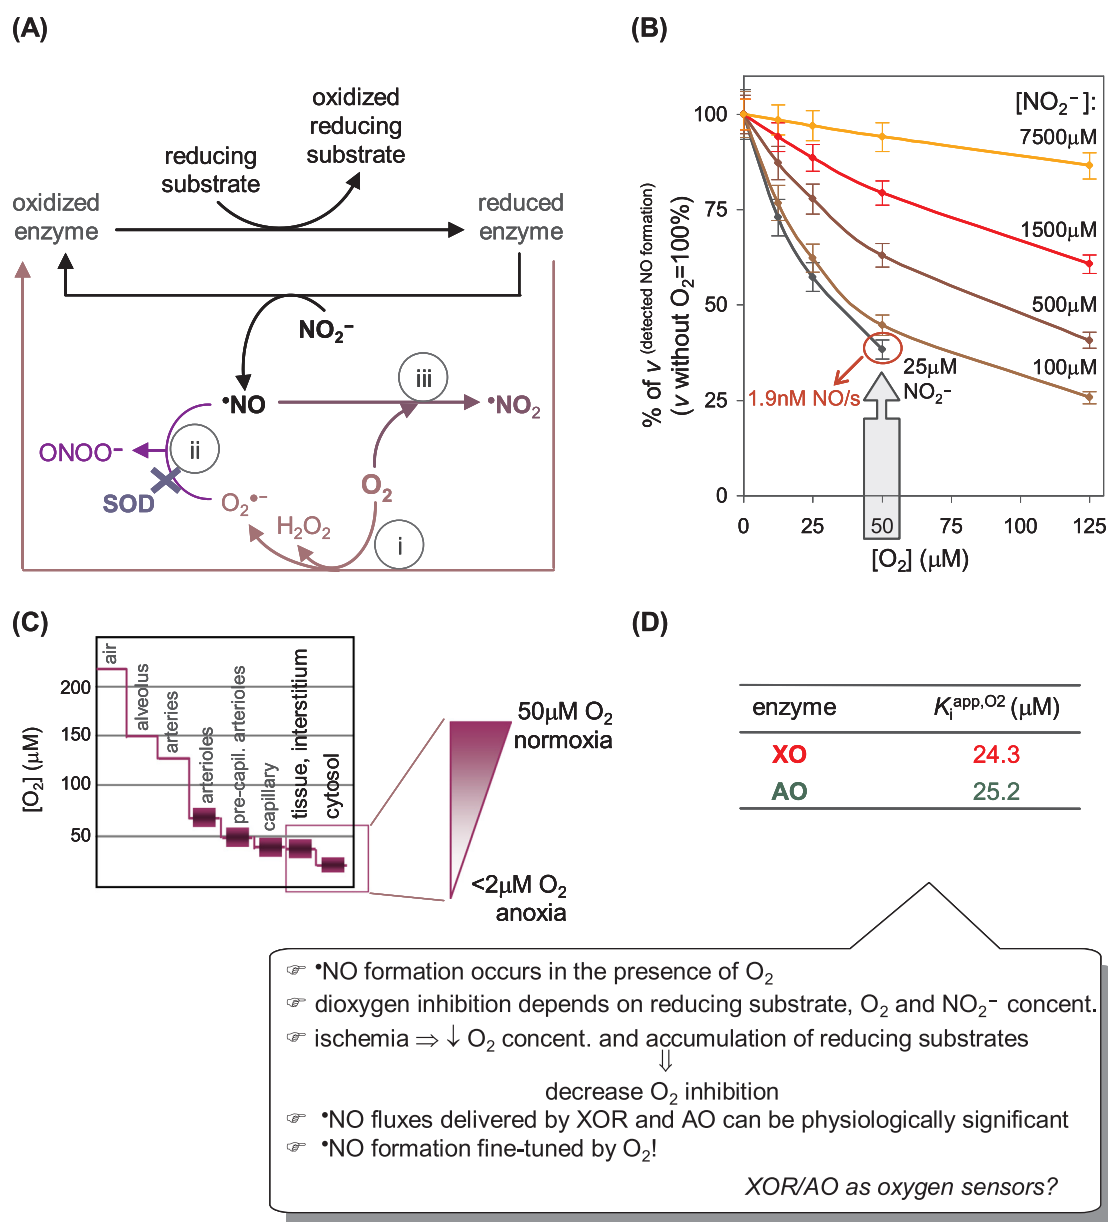 (A)
oxidized
reducing
substrate
reducing
substrate
oxidized
enzyme
reduced
enzyme
NO₂⁻
iii
•NO
•NO₂
ONOO⁻
ii
SOD
O₂•⁻
O₂
H₂O₂
i
(B)
% of v (detected NO formation)
(v without O₂=100%)
100
75
50
25
0
[NO₂⁻]:
7500µM
1500µM
500µM
100µM
25µM
NO₂⁻
1.9nM NO/s
0
25
50
75
100
125
[O₂] (µM)
(C)
[O₂] (µM)
200
150
100
50
air
alveolus
arteries
arterioles
pre-capil. arterioles
capillary
tissue, interstitium
cytosol
50µM O₂
normoxia
<2µM O₂
anoxia
(D)
enzyme Kᵢ^app,O2 (µM)
XO 24.3
AO 25.2
☞ •NO formation occurs in the presence of O₂
☞ dioxygen inhibition depends on reducing substrate, O₂ and NO₂⁻ concent.
☞ ischemia ⇒ ↓ O₂ concent. and accumulation of reducing substrates
⇓
decrease O₂ inhibition
☞ •NO fluxes delivered by XOR and AO can be physiologically significant
☞ •NO formation fine-tuned by O₂!
XOR/AO as oxygen sensors?